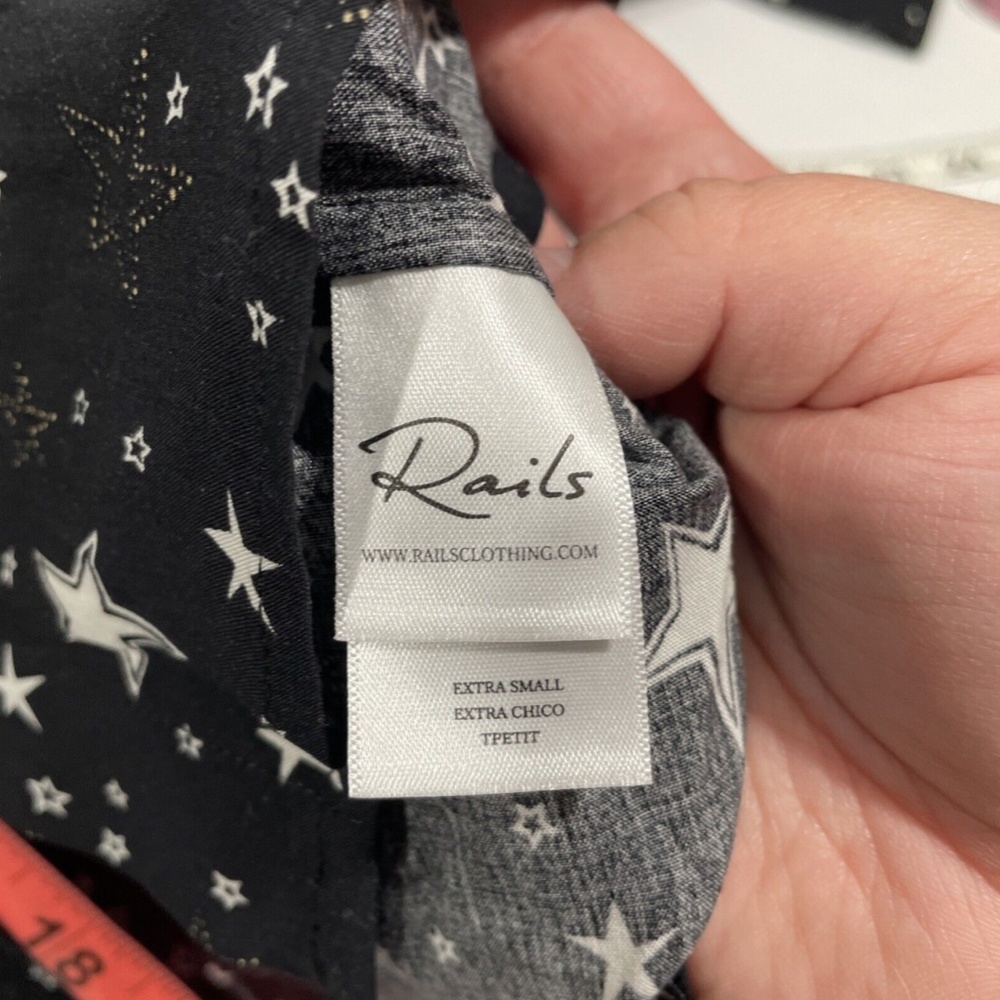 Rails
WWW.RAILSCLOTHING.COM
EXTRA SMALL
EXTRA CHICO
TPETIT
18